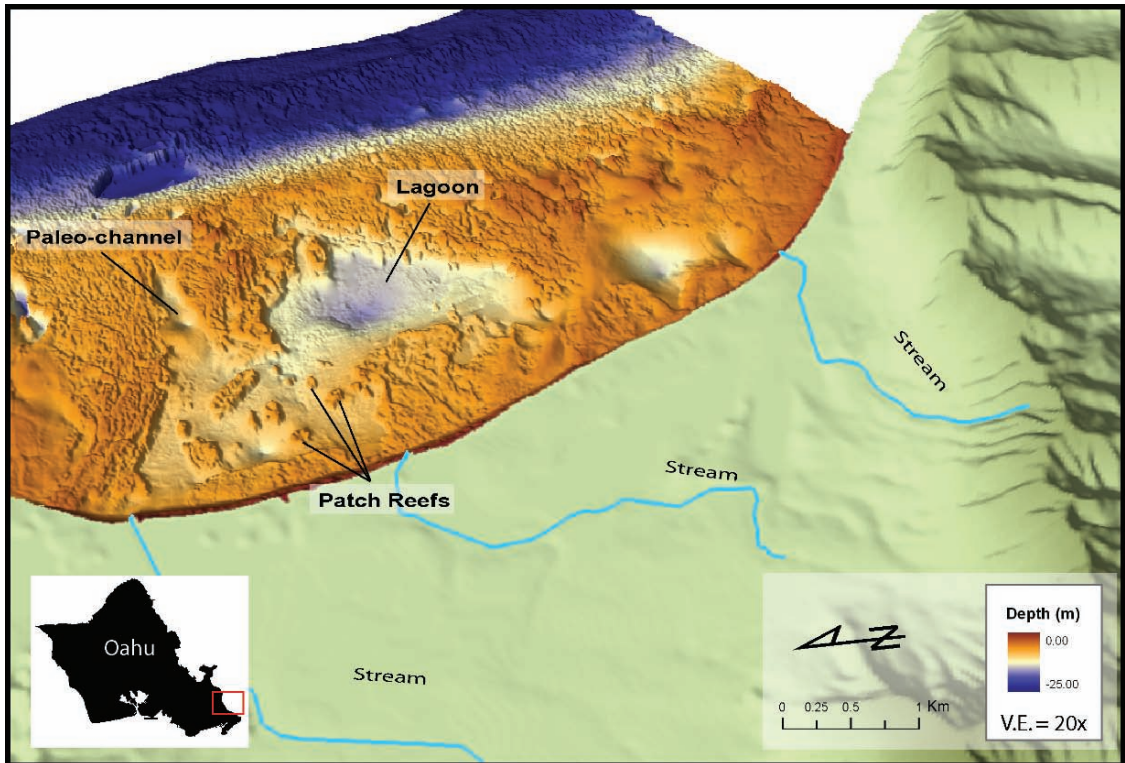 Lagoon
Paleo-channel
Stream
Stream
Patch Reefs
Stream
Oahu
N
0 0.25 0.5 1 Km
Depth (m)
0.00
-25.00
V.E. = 20x